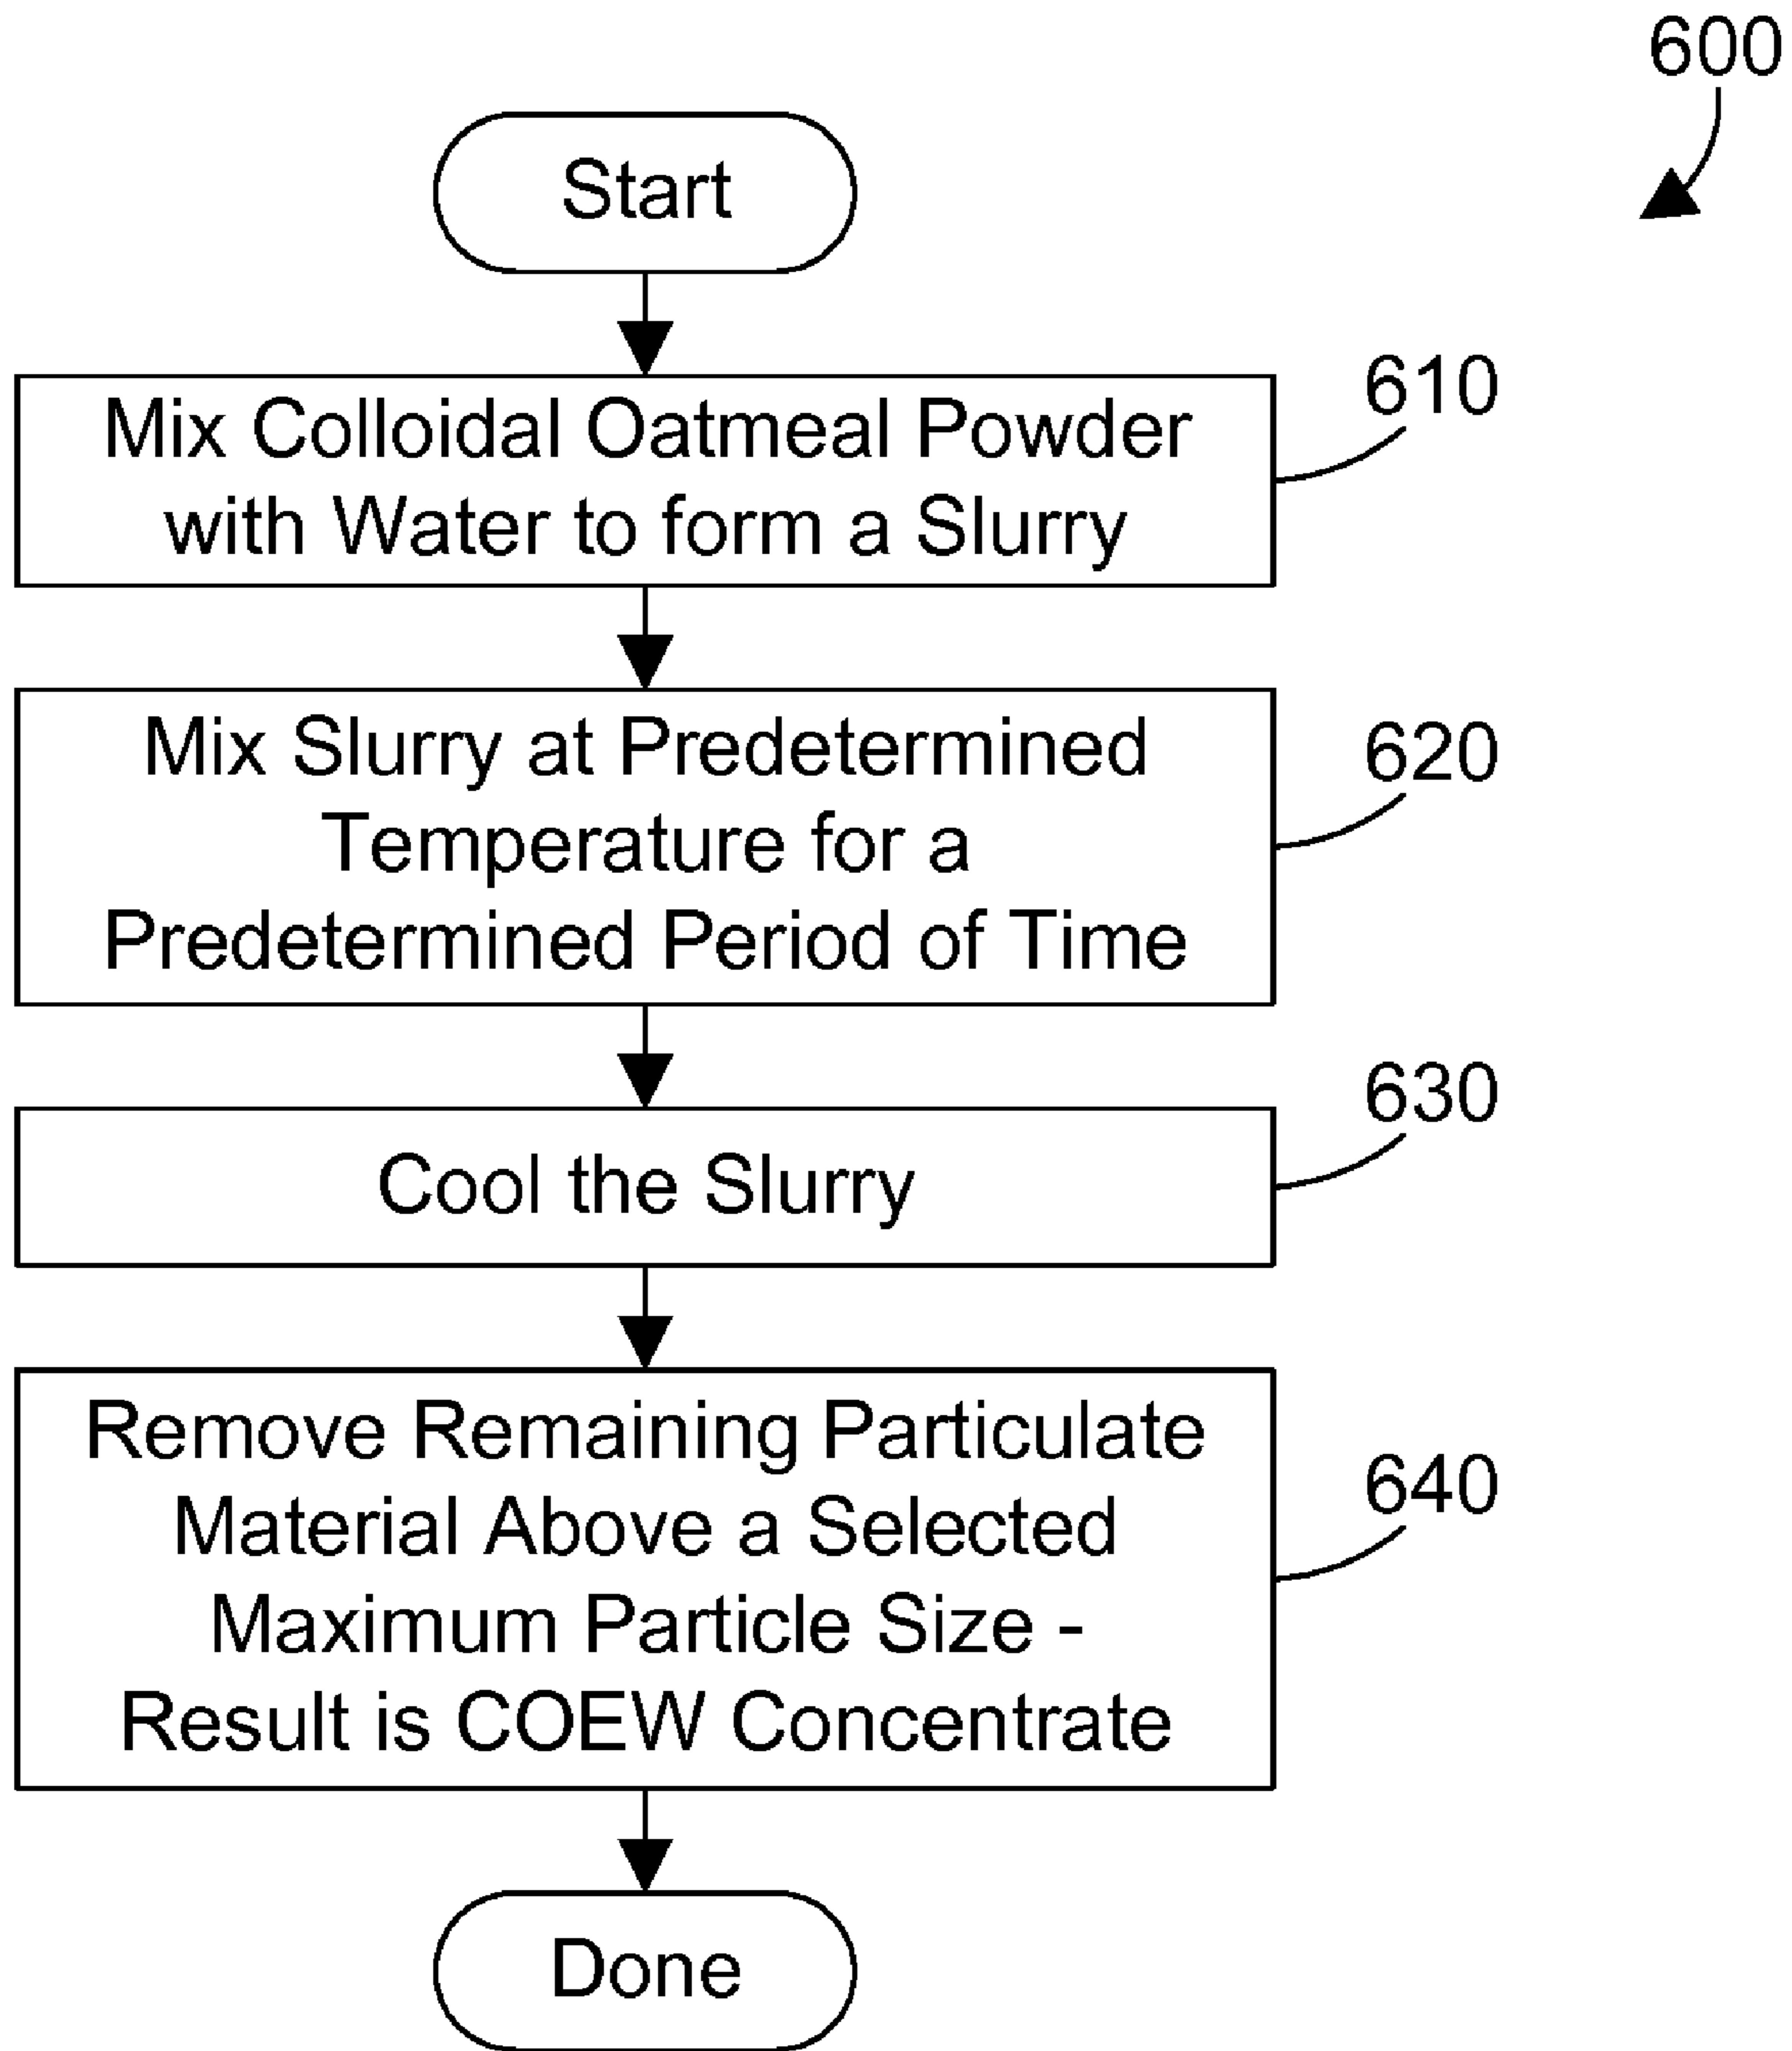 600
Start
610
Mix Colloidal Oatmeal Powder
with Water to form a Slurry
620
Mix Slurry at Predetermined
Temperature for a
Predetermined Period of Time
630
Cool the Slurry
640
Remove Remaining Particulate
Material Above a Selected
Maximum Particle Size -
Result is COEW Concentrate
Done